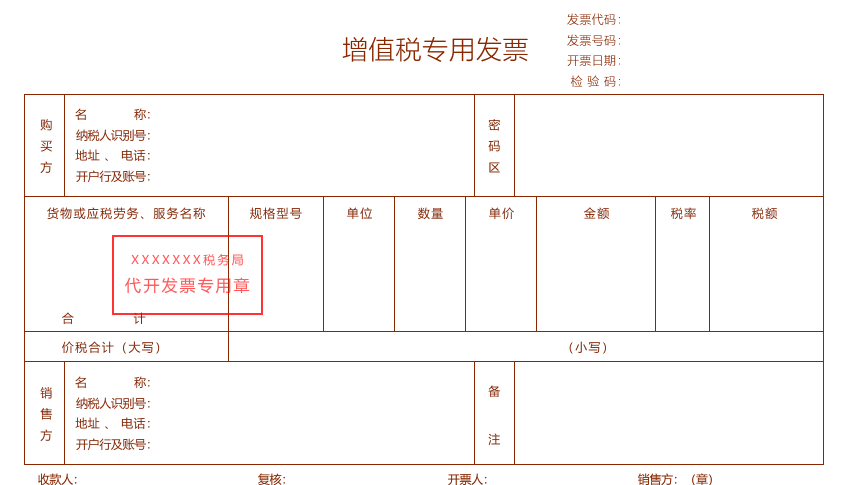 增值税专用发票
发票代码：
发票号码：
开票日期：
检 验 码：
购买方
名　　　　称：
纳税人识别号：
地址 、 电话：
开户行及账号：
密码区
货物或应税劳务、服务名称 规格型号 单位 数量 单价 金额 税率 税额
XXXXXXX税务局
代开发票专用章
合　　　　计
价税合计（大写） （小写）
销售方
名　　　　称：
纳税人识别号：
地址 、 电话：
开户行及账号：
备注
收款人： 复核： 开票人： 销售方：（章）